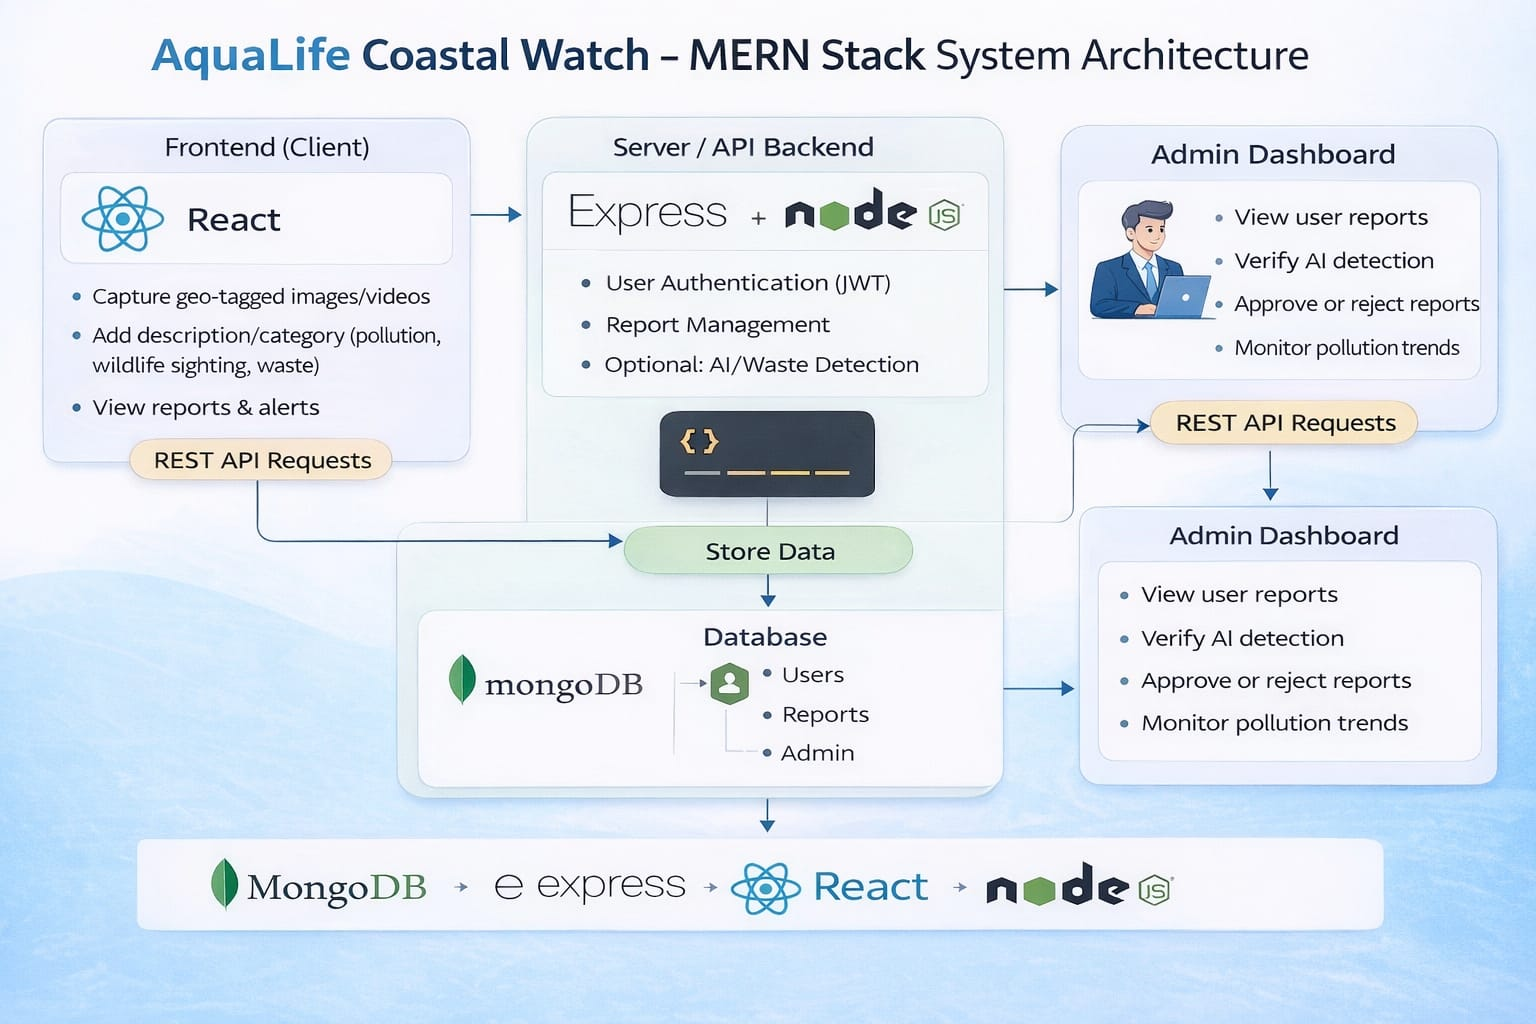 AquaLife Coastal Watch – MERN Stack System Architecture
Frontend (Client)
React
• Capture geo-tagged images/videos
• Add description/category (pollution,
wildlife sighting, waste)
• View reports & alerts
REST API Requests
Server / API Backend
Express + node JS
• User Authentication (JWT)
• Report Management
• Optional: AI/Waste Detection
{}
Store Data
Database
mongoDB
• Users
• Reports
• Admin
Admin Dashboard
• View user reports
• Verify AI detection
• Approve or reject reports
• Monitor pollution trends
REST API Requests
Admin Dashboard
• View user reports
• Verify AI detection
• Approve or reject reports
• Monitor pollution trends
MongoDB e express React node JS